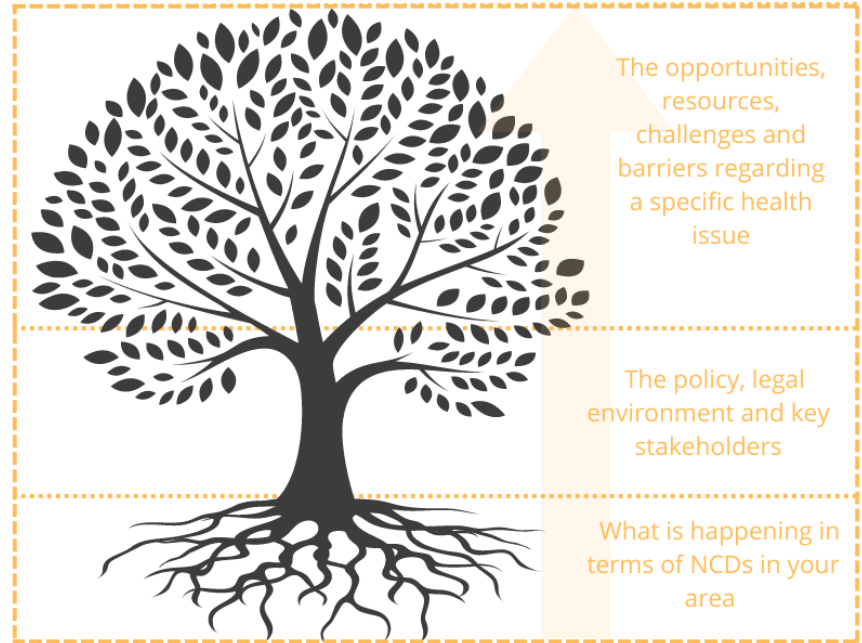 The opportunities,
resources,
challenges and
barriers regarding
a specific health
issue
The policy, legal
environment and key
stakeholders
What is happening in
terms of NCDs in your
area